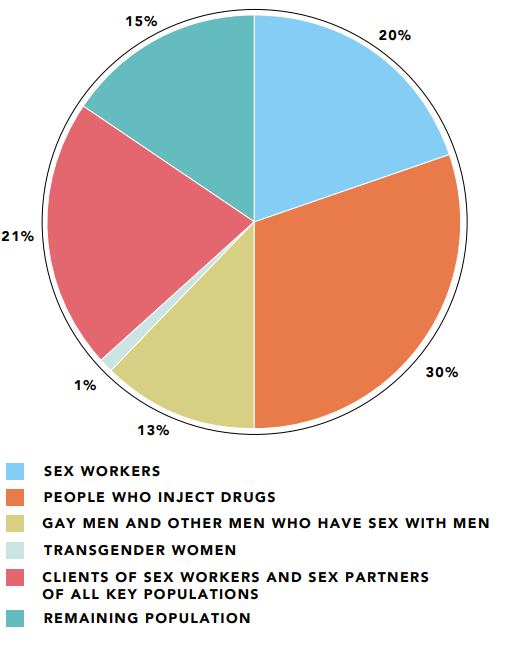 15%
20%
21%
30%
1%
13%
SEX WORKERS
PEOPLE WHO INJECT DRUGS
GAY MEN AND OTHER MEN WHO HAVE SEX WITH MEN
TRANSGENDER WOMEN
CLIENTS OF SEX WORKERS AND SEX PARTNERS
OF ALL KEY POPULATIONS
REMAINING POPULATION